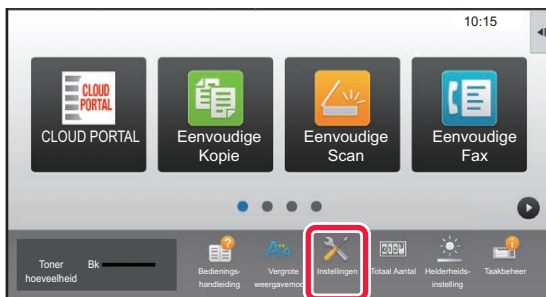 10:15
CLOUD
PORTAL
CLOUD PORTAL
Eenvoudige
Kopie
Eenvoudige
Scan
Eenvoudige
Fax
Toner
hoeveelheid
Bk
Bedienings-
handleiding
Vergrote
weergavemod
Instellingen
Totaal Aantal
Helderheids-
instelling
Taakbeheer